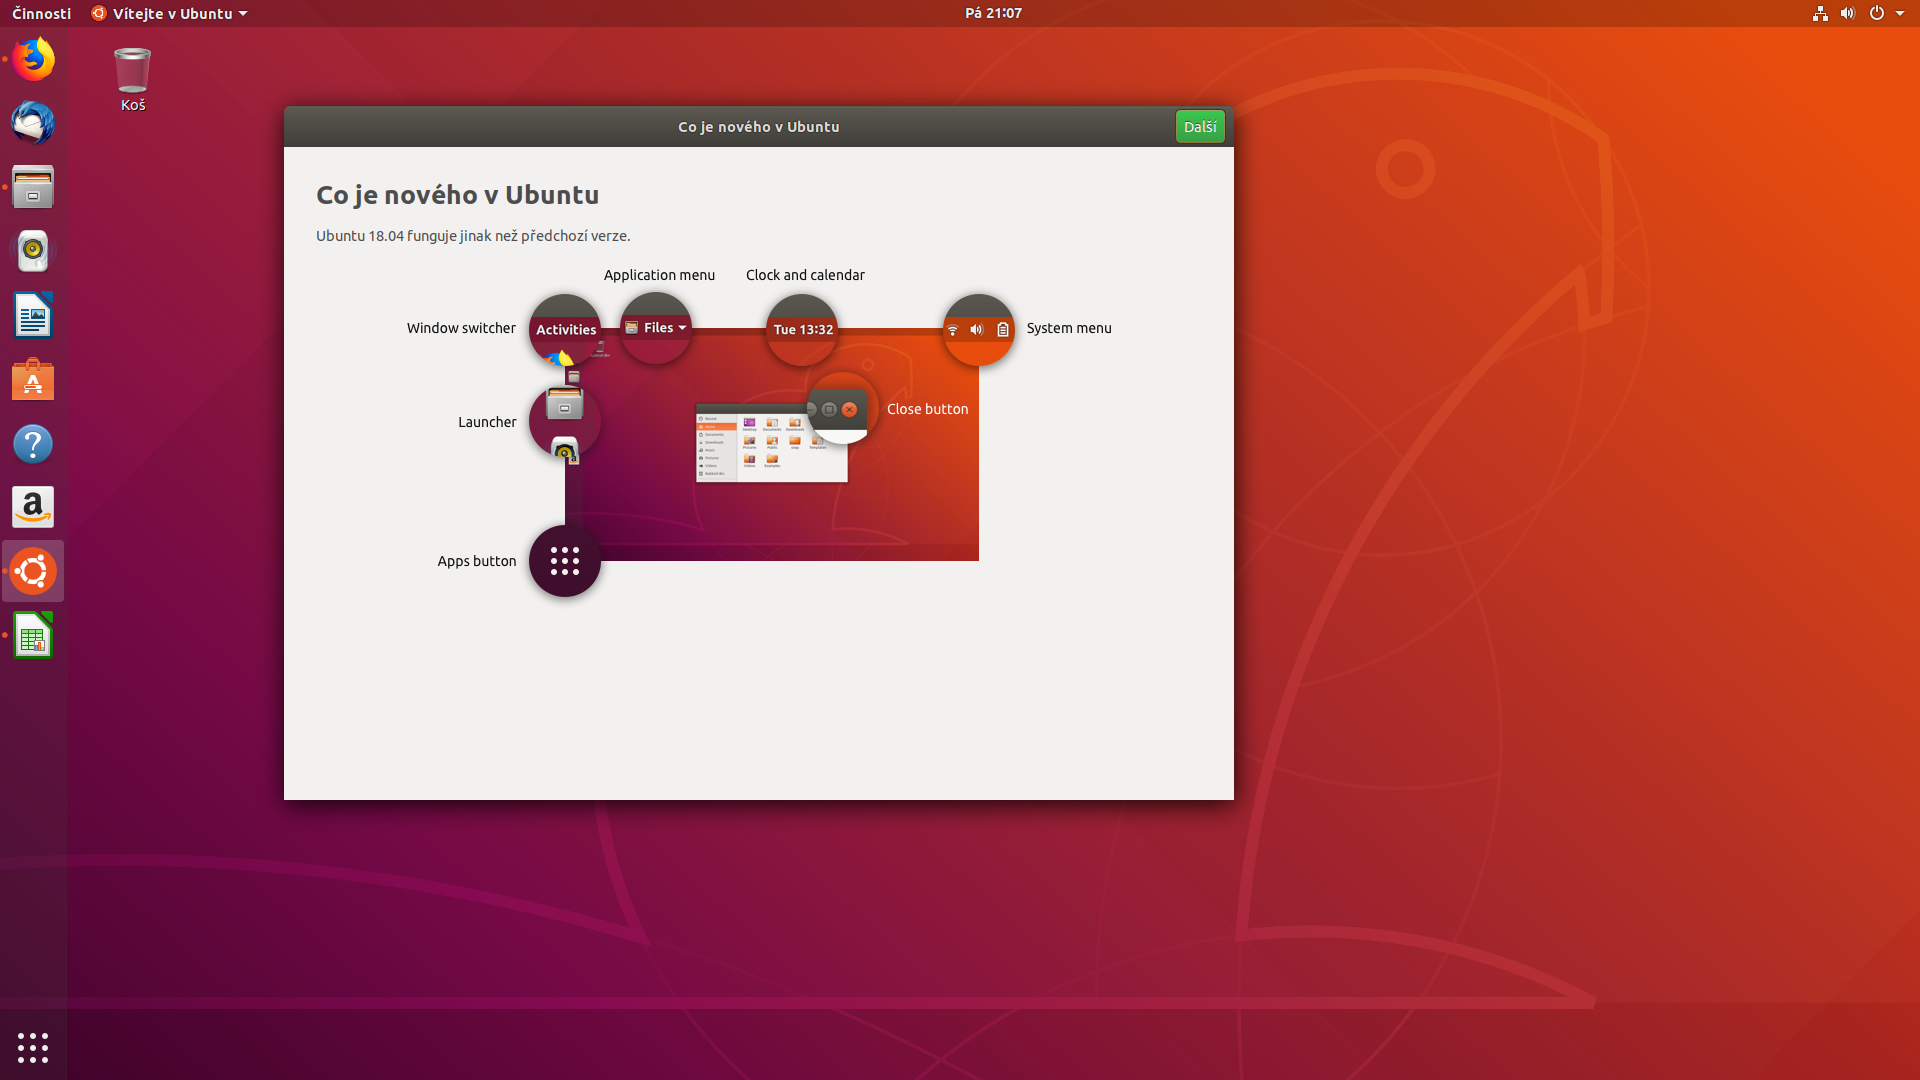 Činnosti
Vítejte v Ubuntu
Pá 21:07
Koš
Co je nového v Ubuntu
Další
Co je nového v Ubuntu
Ubuntu 18.04 funguje jinak než předchozí verze.
Application menu
Clock and calendar
Window switcher
Activities
Files
Tue 13:32
System menu
Close button
Launcher
Apps button